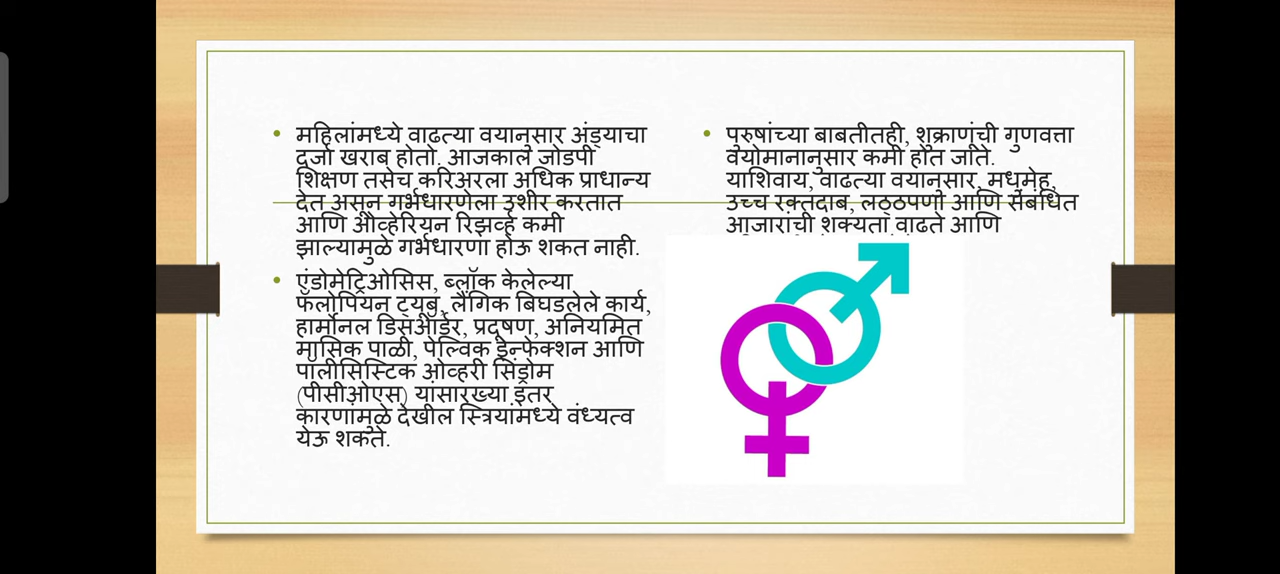 महिलांमध्ये वाढत्या वयानुसार अंड्याचा
दर्जा खराब होतो. आजकाल जोडपी
शिक्षण तसेच करिअरला अधिक प्राधान्य
देत असून गर्भधारणेला उशीर करतात
आणि औव्हेरियन रिझर्व्ह कमी
झाल्यामुळे गर्भधारणा होऊ शकत नाही.
एंडोमेट्रिओसिस, ब्लॉक केलेल्या
फॅलोपियन ट्यूब, लैंगिक बिघडलेले कार्य,
हार्मोनल डिसऑर्डर, प्रदूषण, अनियमित
मासिक पाळी, पेल्विक इन्फेक्शन आणि
पॉलीसिस्टिक ओव्हरी सिंड्रोम
(पीसीओएस) यांसारख्या इतर
कारणांमुळे देखील स्त्रियांमध्ये वंध्यत्व
येऊ शकते.
पुरुषांच्या बाबतीतही, शुक्राणूंची गुणवत्ता
वयोमानानुसार कमी होत जाते.
याशिवाय, वाढत्या वयानुसार, मधुमेह,
उच्च रक्तदाब, लठ्ठपणा आणि संबंधित
आजारांची शक्यता वाढते आणि